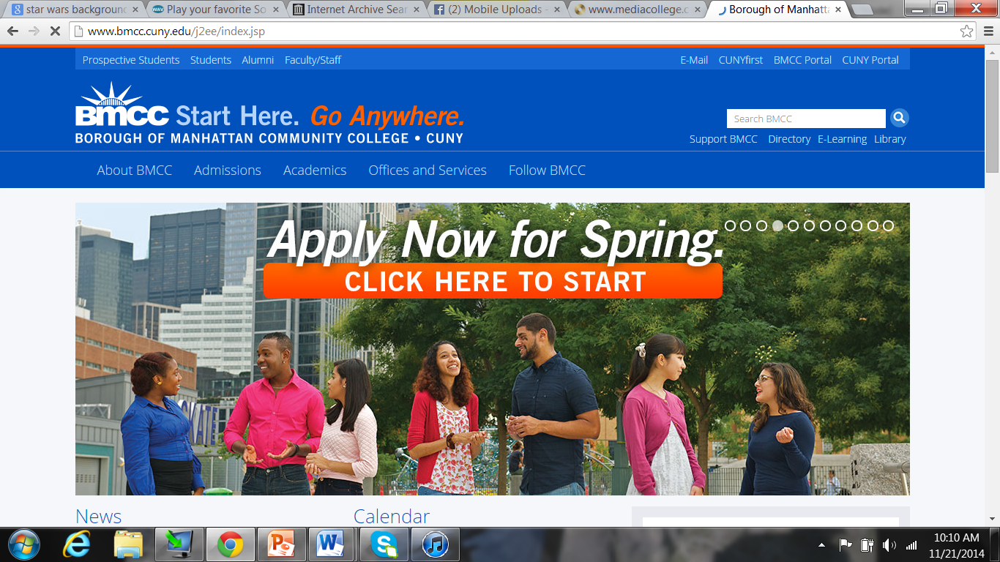 star wars background
Play your favorite So
Internet Archive Sear
(2) Mobile Uploads -
www.mediacollege.c
Borough of Manhatta
www.bmcc.cuny.edu/j2ee/index.jsp
Prospective Students Students Alumni Faculty/Staff E-Mail CUNYfirst BMCC Portal CUNY Portal
BMCC Start Here. Go Anywhere.
BOROUGH OF MANHATTAN COMMUNITY COLLEGE • CUNY
Search BMCC
Support BMCC Directory E-Learning Library
About BMCC Admissions Academics Offices and Services Follow BMCC
Apply Now for Spring.
CLICK HERE TO START
News Calendar
10:10 AM
11/21/2014